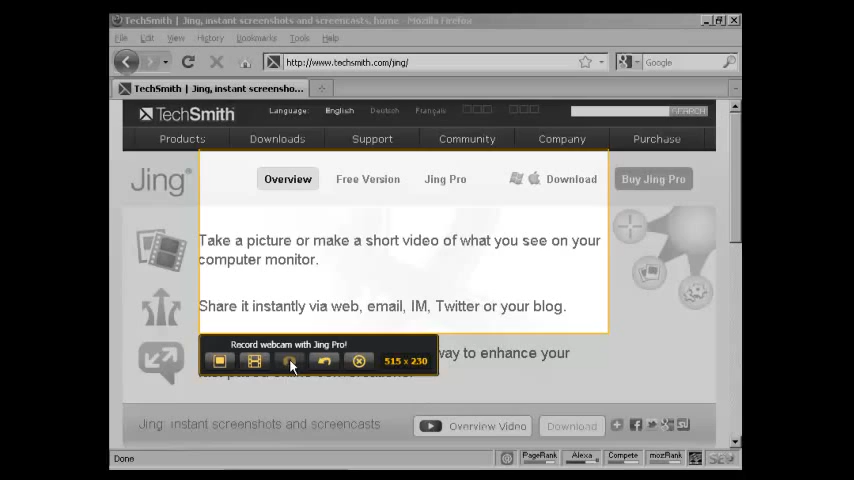 TechSmith | Jing, instant screenshots and screencasts, home - Mozilla Firefox
File Edit View History Bookmarks Tools Help
http://www.techsmith.com/jing/
Google
TechSmith | Jing, instant screensho...
TechSmith
Language: English Deutsch Français
SEARCH
Products Downloads Support Community Company Purchase
Jing
Overview Free Version Jing Pro Download Buy Jing Pro
Take a picture or make a short video of what you see on your
computer monitor.
Share it instantly via web, email, IM, Twitter or your blog.
Record webcam with Jing Pro!
515 x 230
way to enhance your
Jing: instant screenshots and screencasts
Overview Video
Download
Done
PageRank Alexa Compete mozRank